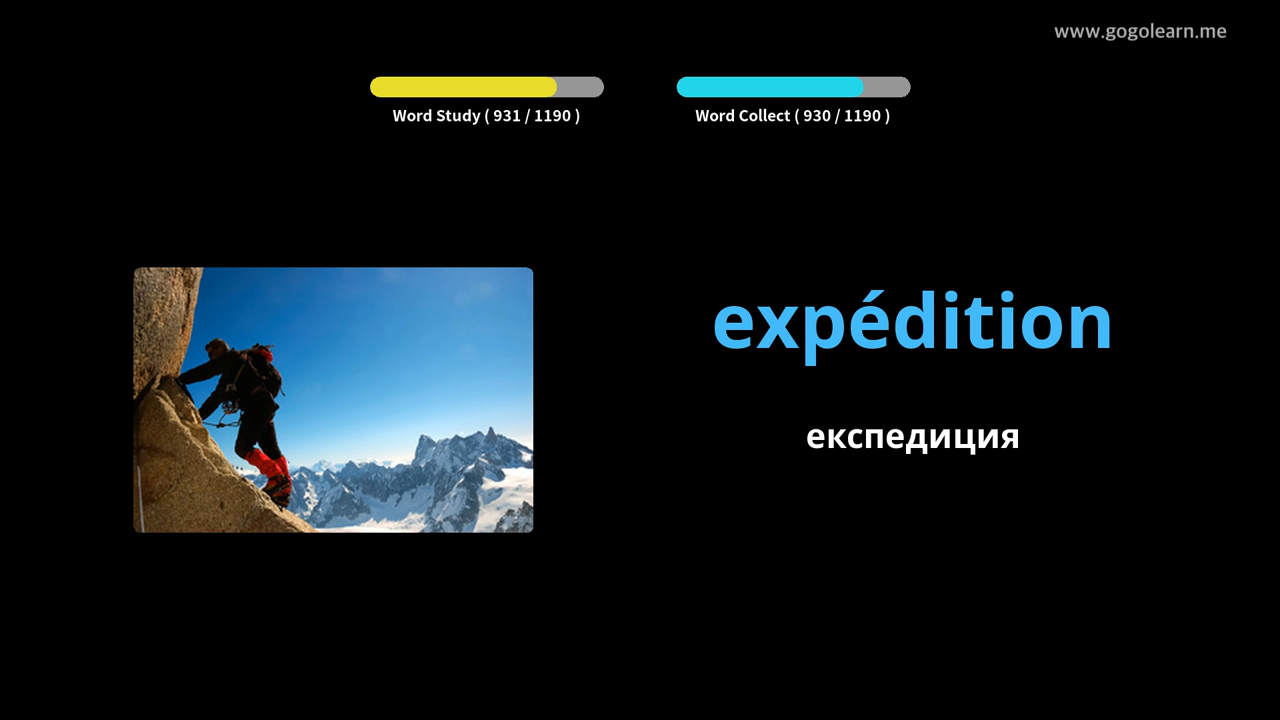 www.gogolearn.me
Word Study ( 931 / 1190 )
Word Collect ( 930 / 1190 )
expédition
експедиция